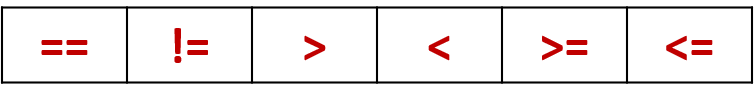 == != > < >= <=